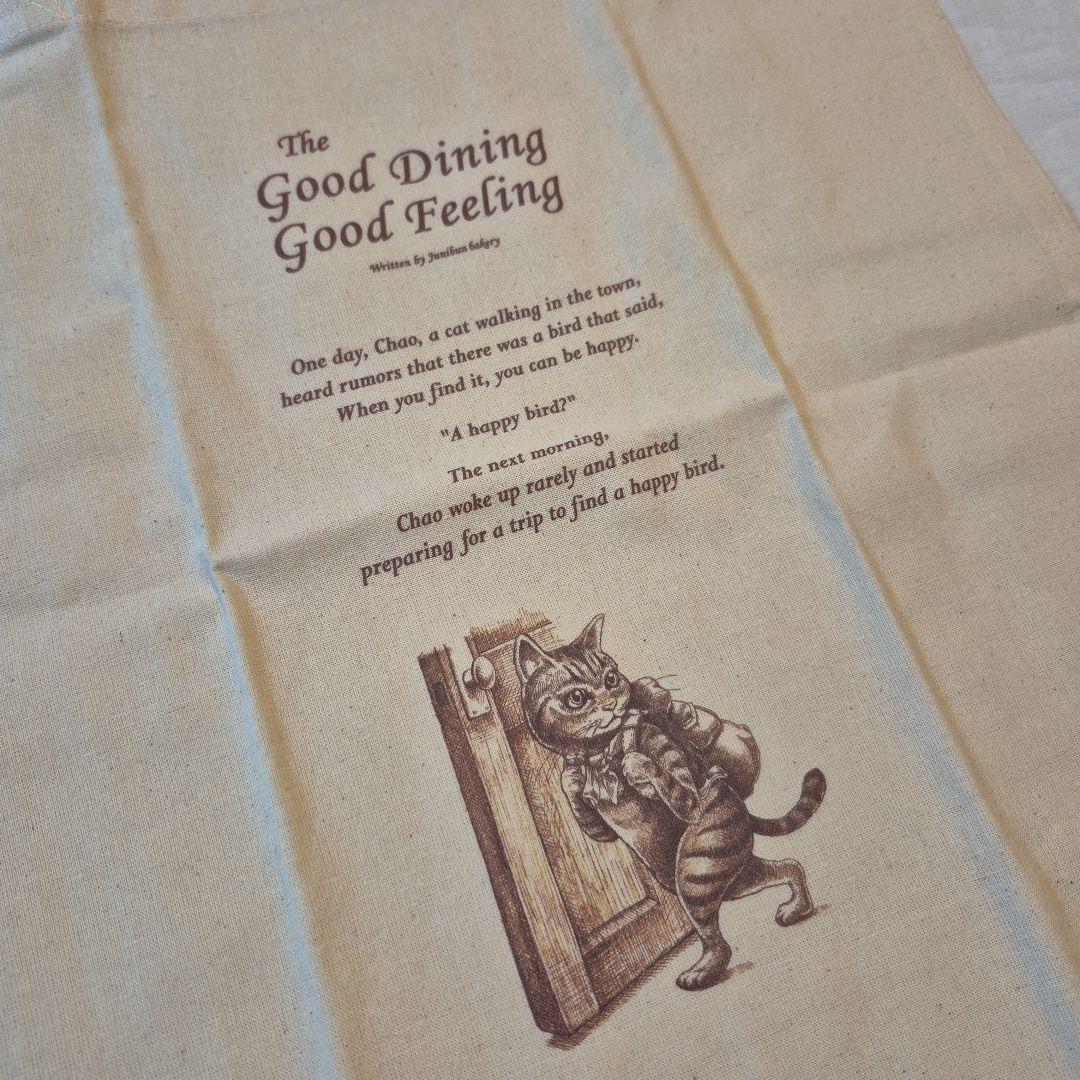 The
Good Dining
Good Feeling
Written by Junibun bakery
One day, Chao, a cat walking in the town,
heard rumors that there was a bird that said,
When you find it, you can be happy.
"A happy bird?"
The next morning,
Chao woke up rarely and started
preparing for a trip to find a happy bird.